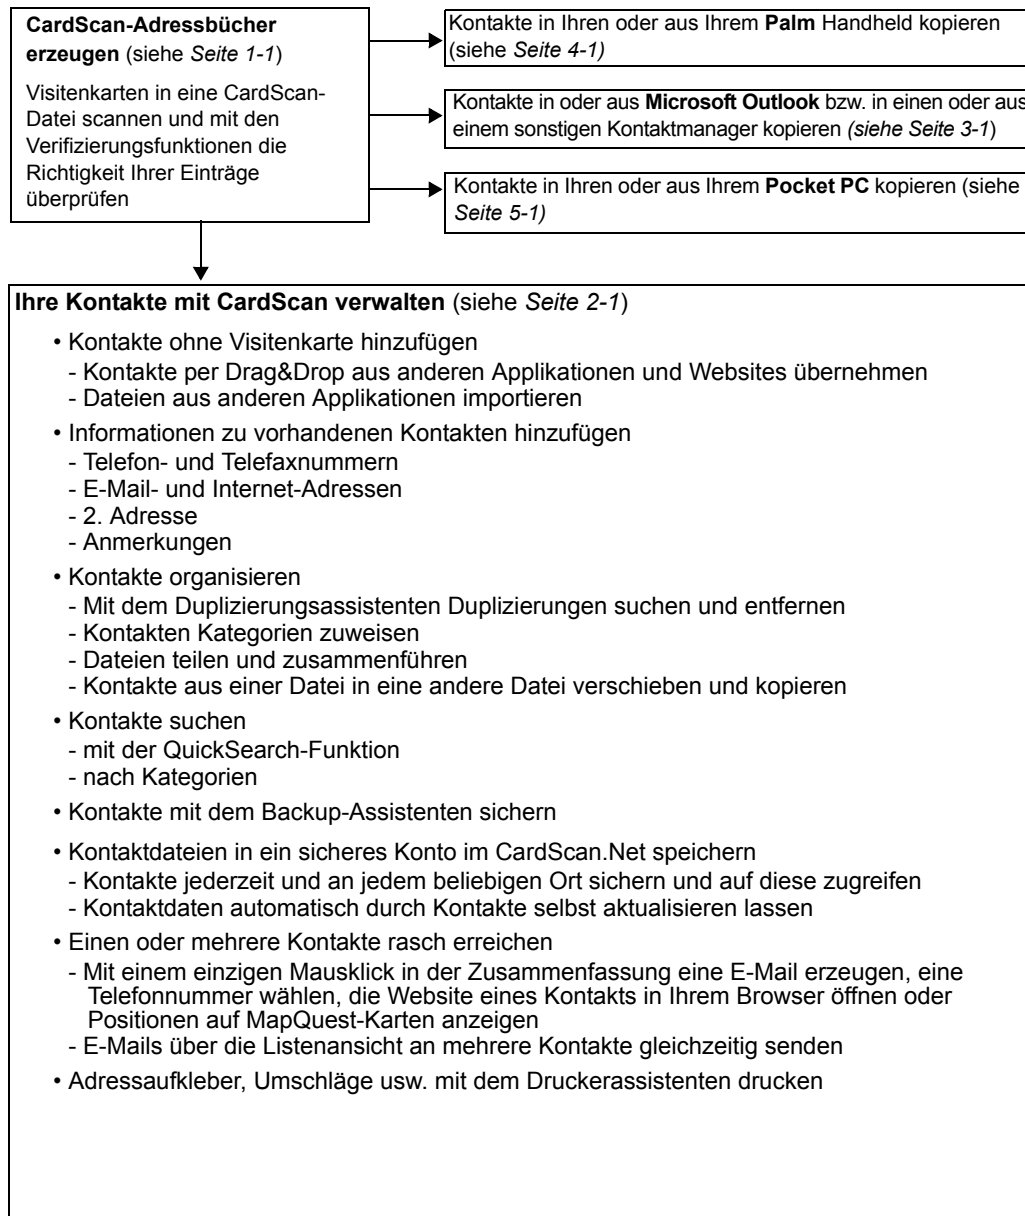 CardScan-Adressbücher
erzeugen (siehe Seite 1-1)
Visitenkarten in eine CardScan-
Datei scannen und mit den
Verifizierungsfunktionen die
Richtigkeit Ihrer Einträge
überprüfen
Kontakte in Ihren oder aus Ihrem Palm Handheld kopieren
(siehe Seite 4-1)
Kontakte in oder aus Microsoft Outlook bzw. in einen oder aus
einem sonstigen Kontaktmanager kopieren (siehe Seite 3-1)
Kontakte in Ihren oder aus Ihrem Pocket PC kopieren (siehe
Seite 5-1)
Ihre Kontakte mit CardScan verwalten (siehe Seite 2-1)
• Kontakte ohne Visitenkarte hinzufügen
- Kontakte per Drag&Drop aus anderen Applikationen und Websites übernehmen
- Dateien aus anderen Applikationen importieren
• Informationen zu vorhandenen Kontakten hinzufügen
- Telefon- und Telefaxnummern
- E-Mail- und Internet-Adressen
- 2. Adresse
- Anmerkungen
• Kontakte organisieren
- Mit dem Duplizierungsassistenten Duplizierungen suchen und entfernen
- Kontakten Kategorien zuweisen
- Dateien teilen und zusammenführen
- Kontakte aus einer Datei in eine andere Datei verschieben und kopieren
• Kontakte suchen
- mit der QuickSearch-Funktion
- nach Kategorien
• Kontakte mit dem Backup-Assistenten sichern
• Kontaktdateien in ein sicheres Konto im CardScan.Net speichern
- Kontakte jederzeit und an jedem beliebigen Ort sichern und auf diese zugreifen
- Kontaktdaten automatisch durch Kontakte selbst aktualisieren lassen
• Einen oder mehrere Kontakte rasch erreichen
- Mit einem einzigen Mausklick in der Zusammenfassung eine E-Mail erzeugen, eine
Telefonnummer wählen, die Website eines Kontakts in Ihrem Browser öffnen oder
Positionen auf MapQuest-Karten anzeigen
- E-Mails über die Listenansicht an mehrere Kontakte gleichzeitig senden
• Adressaufkleber, Umschläge usw. mit dem Druckerassistenten drucken